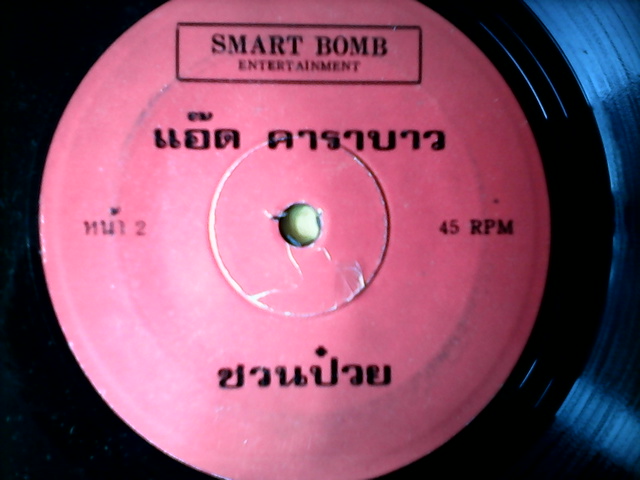 SMART BOMB
ENTERTAINMENT
แอ๊ด คาราบาว
หน้า 2
45 RPM
ชวนป๋วย